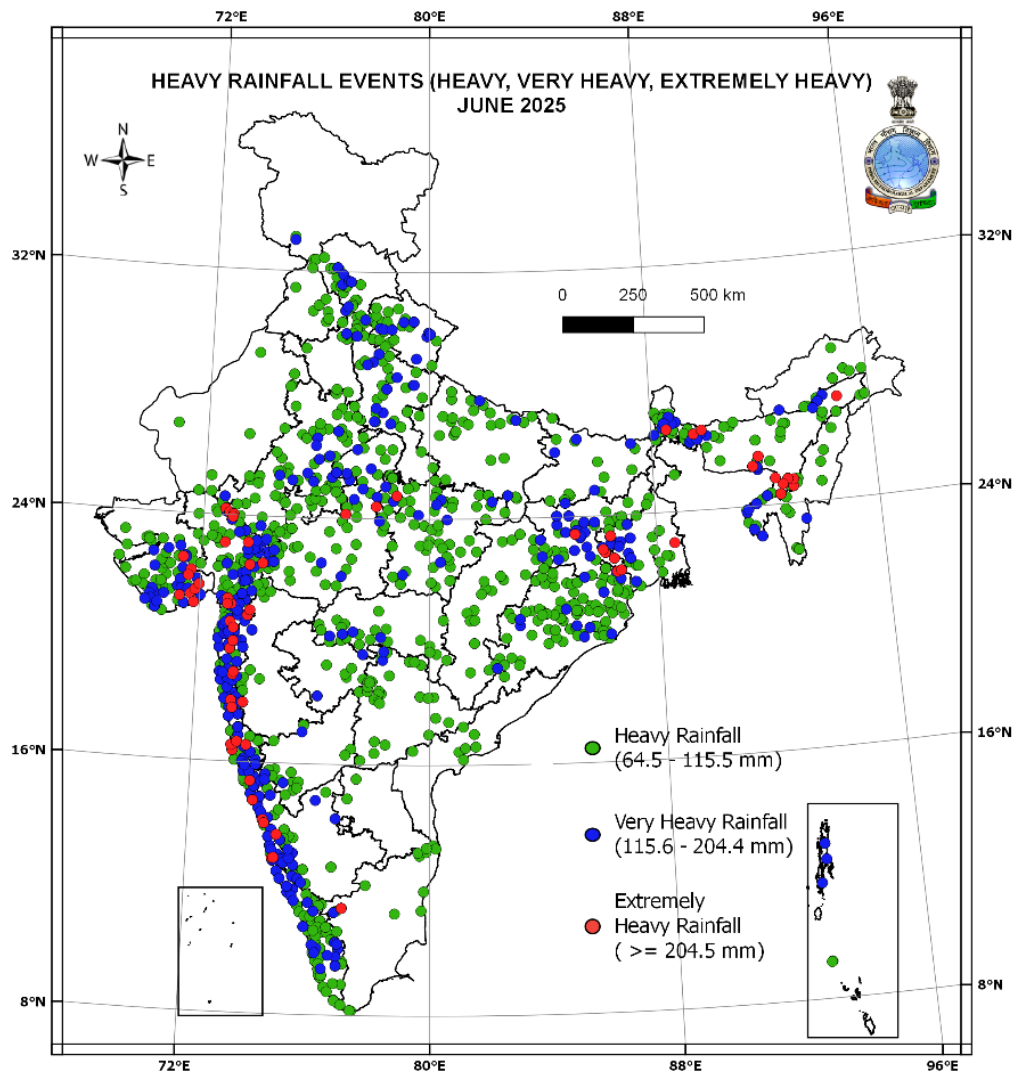 72°E 80°E 88°E 96°E
HEAVY RAINFALL EVENTS (HEAVY, VERY HEAVY, EXTREMELY HEAVY)
JUNE 2025
N
W E
S
32°N 32°N
0 250 500 km
24°N 24°N
16°N 16°N
Heavy Rainfall
(64.5 - 115.5 mm)
Very Heavy Rainfall
(115.6 - 204.4 mm)
Extremely
Heavy Rainfall
( >= 204.5 mm)
8°N 8°N
72°E 80°E 88°E 96°E